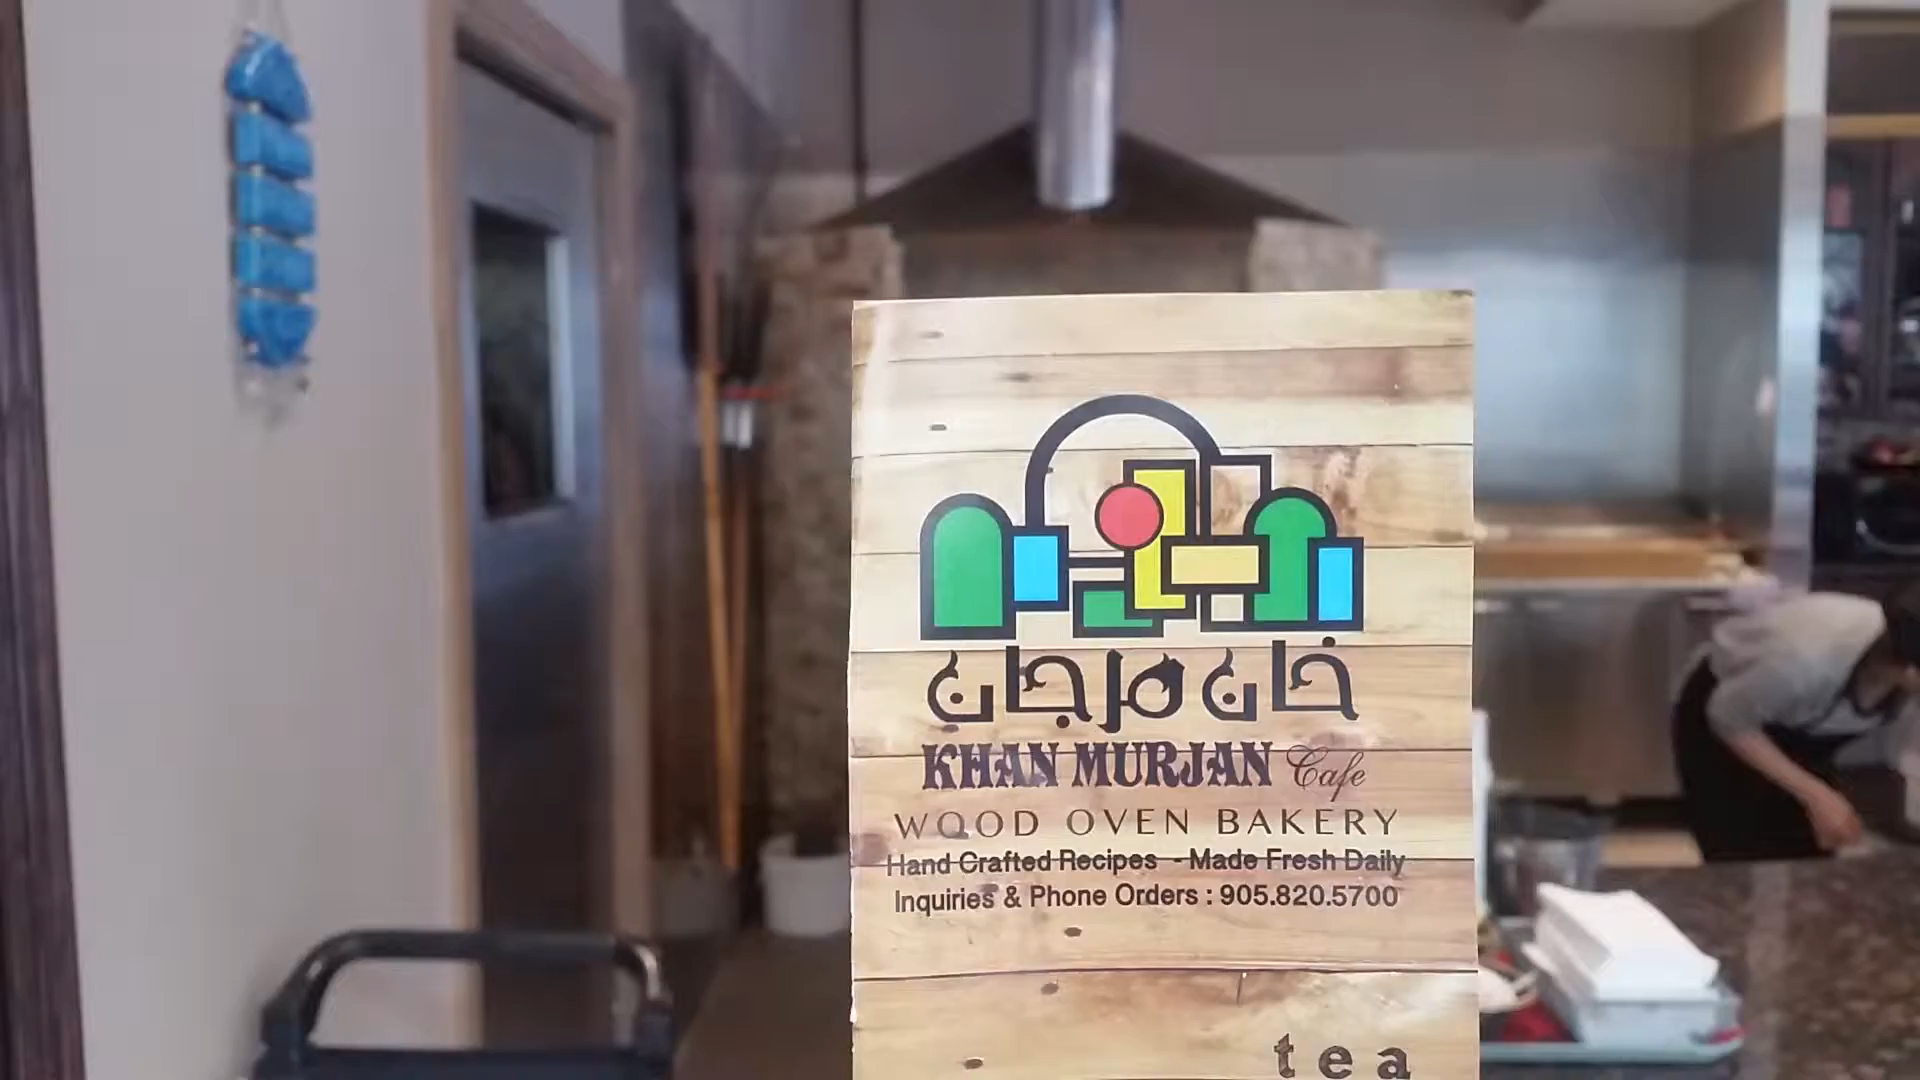 خان مرجان
KHAN MURJAN Cafe
WOOD OVEN BAKERY
Hand Crafted Recipes - Made Fresh Daily
Inquiries & Phone Orders : 905.820.5700
tea